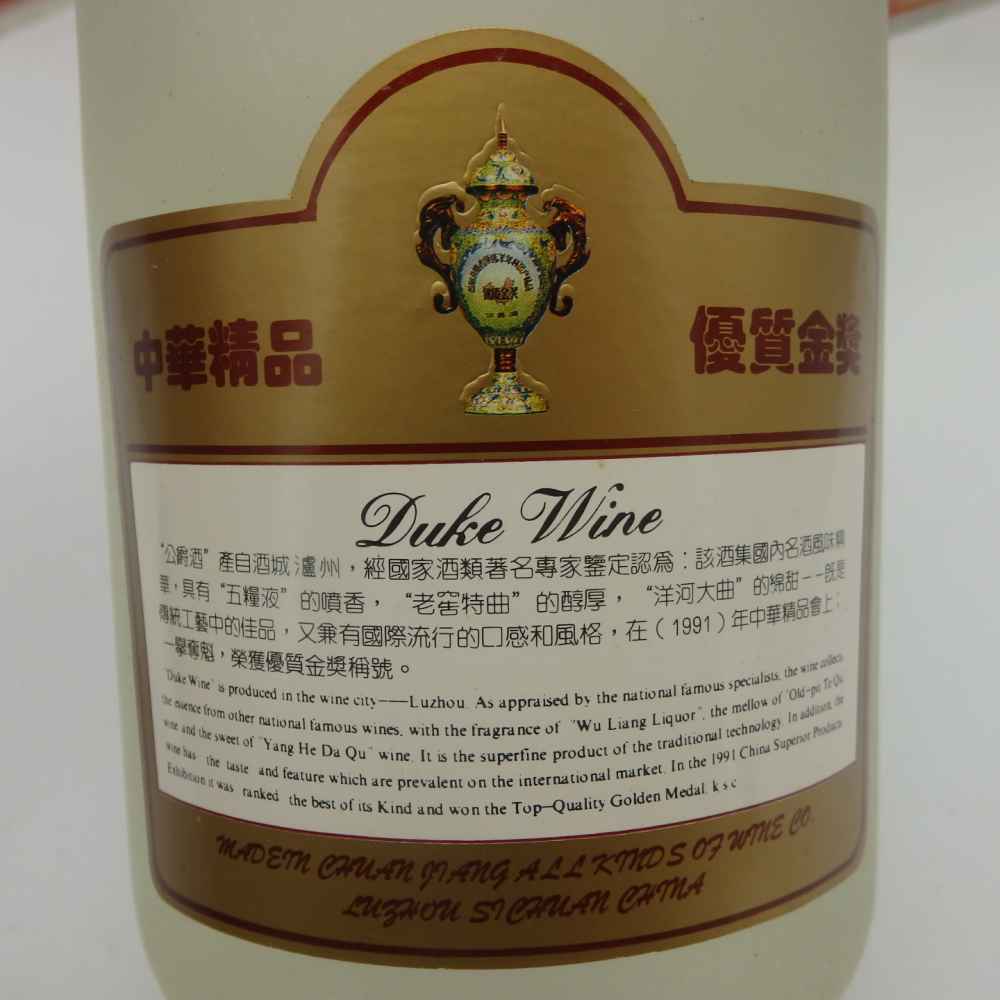 中華精品
優質金獎
Duke Wine
“公爵酒”產自酒城瀘州，經國家酒類著名專家鑒定認為：該酒集國內名酒風味精
華，具有“五糧液”的噴香，“老窖特曲”的醇厚，“洋河大曲”的綿甜——既是
傳統工藝中的佳品，又兼有國際流行的口感和風格，在（1991）年中華精品會上；
一舉奪魁，榮獲優質金獎稱號。
"Duke Wine" is produced in the wine city——Luzhou. As appraised by the national famous specialists, the wine collects
the essence from other national famous wines, with the fragrance of "Wu Liang Liquor", the mellow of "Old-pit Te Qu
wine and the sweet of "Yang He Da Qu" wine. It is the superfine product of the traditional technology. In addition, the
wine has the taste and feature which are prevalent on the international market. In the 1991 China Superior Products
Exhibition it was ranked the best of its Kind and won the Top-Quality Golden Medal. k s c
MADEIN CHUAN JIANG ALL KINDS OF WINE CO.
LUZHOU SICHUAN CHINA